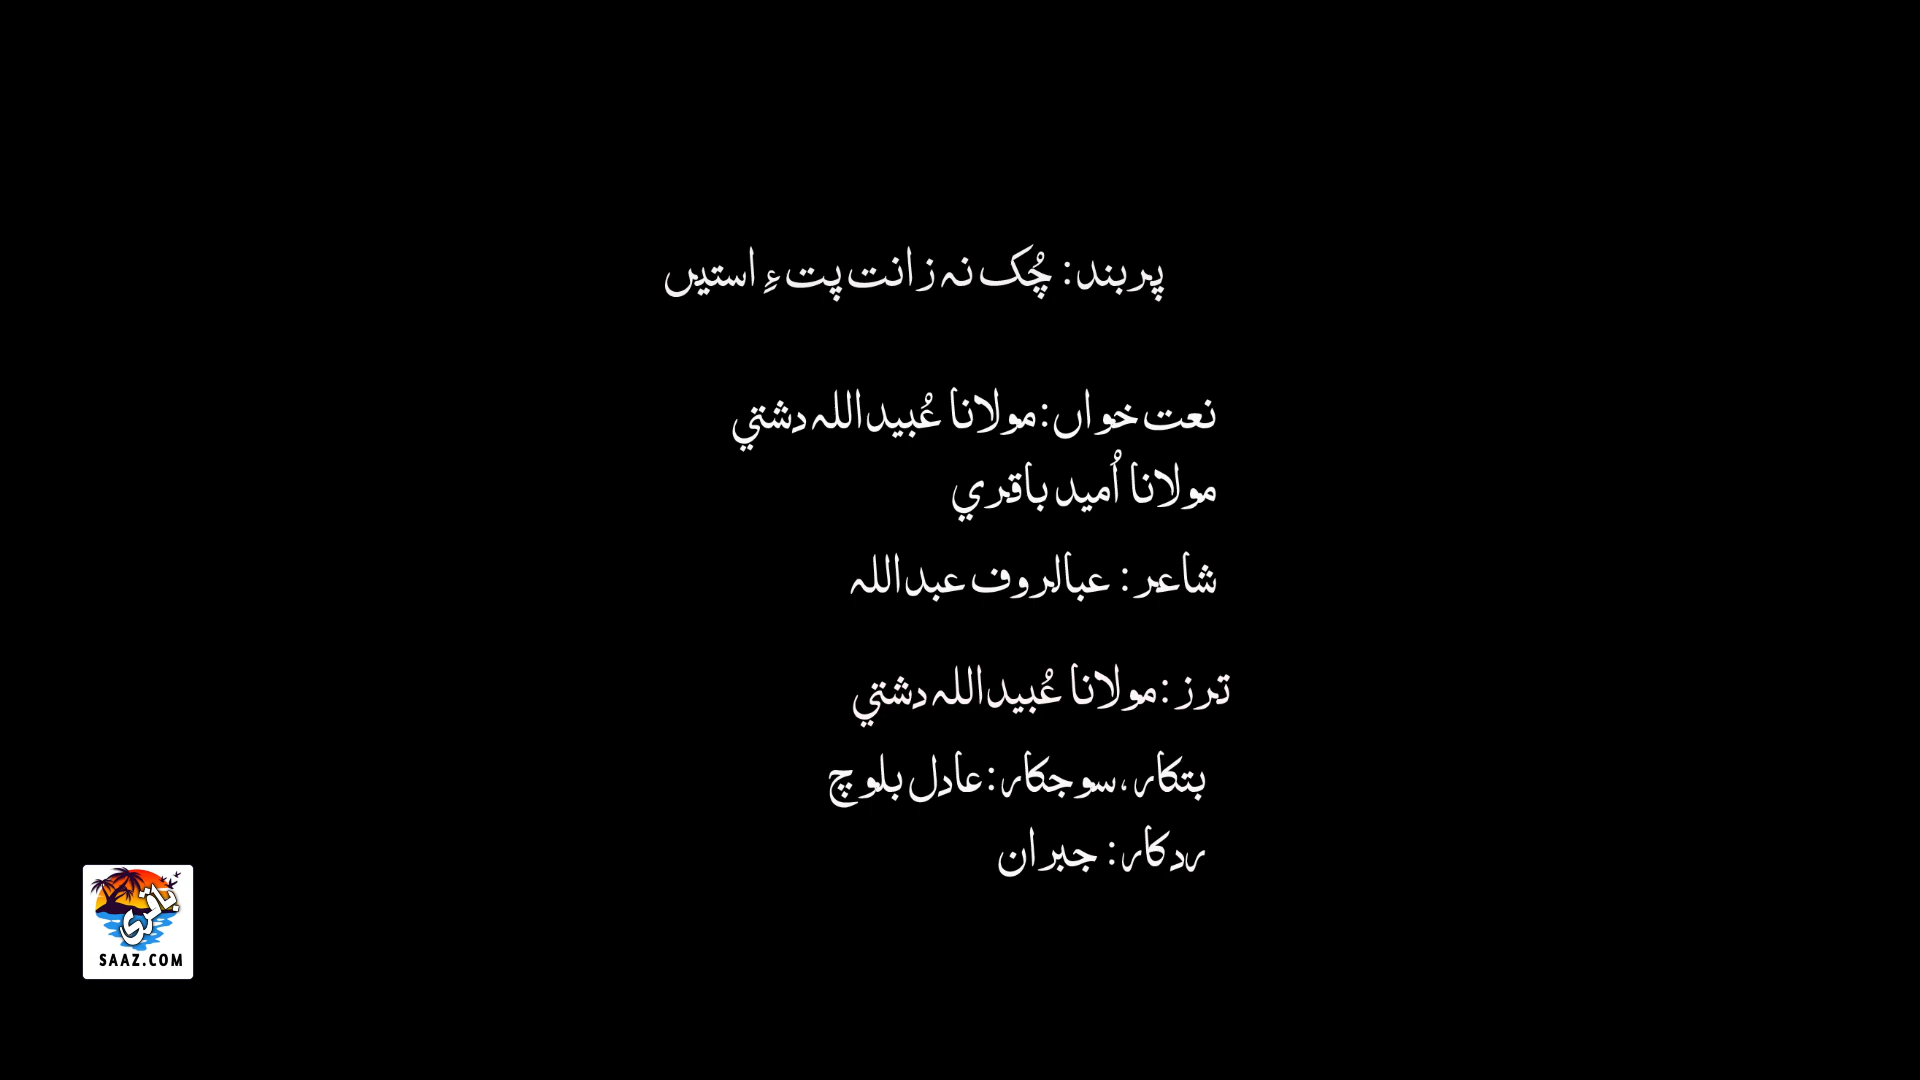 پربند: چُک نہ زانت پت ءِ استیں
نعت خواں:مولانا عُبیداللہ دشتي
مولانا اُمید باقري
شاعر: عبالروف عبداللہ
ترز:مولانا عُبیداللہ دشتي
بتکار،سوجکار:عادل بلوچ
ردکار: جبران
باقری
SAAZ.COM